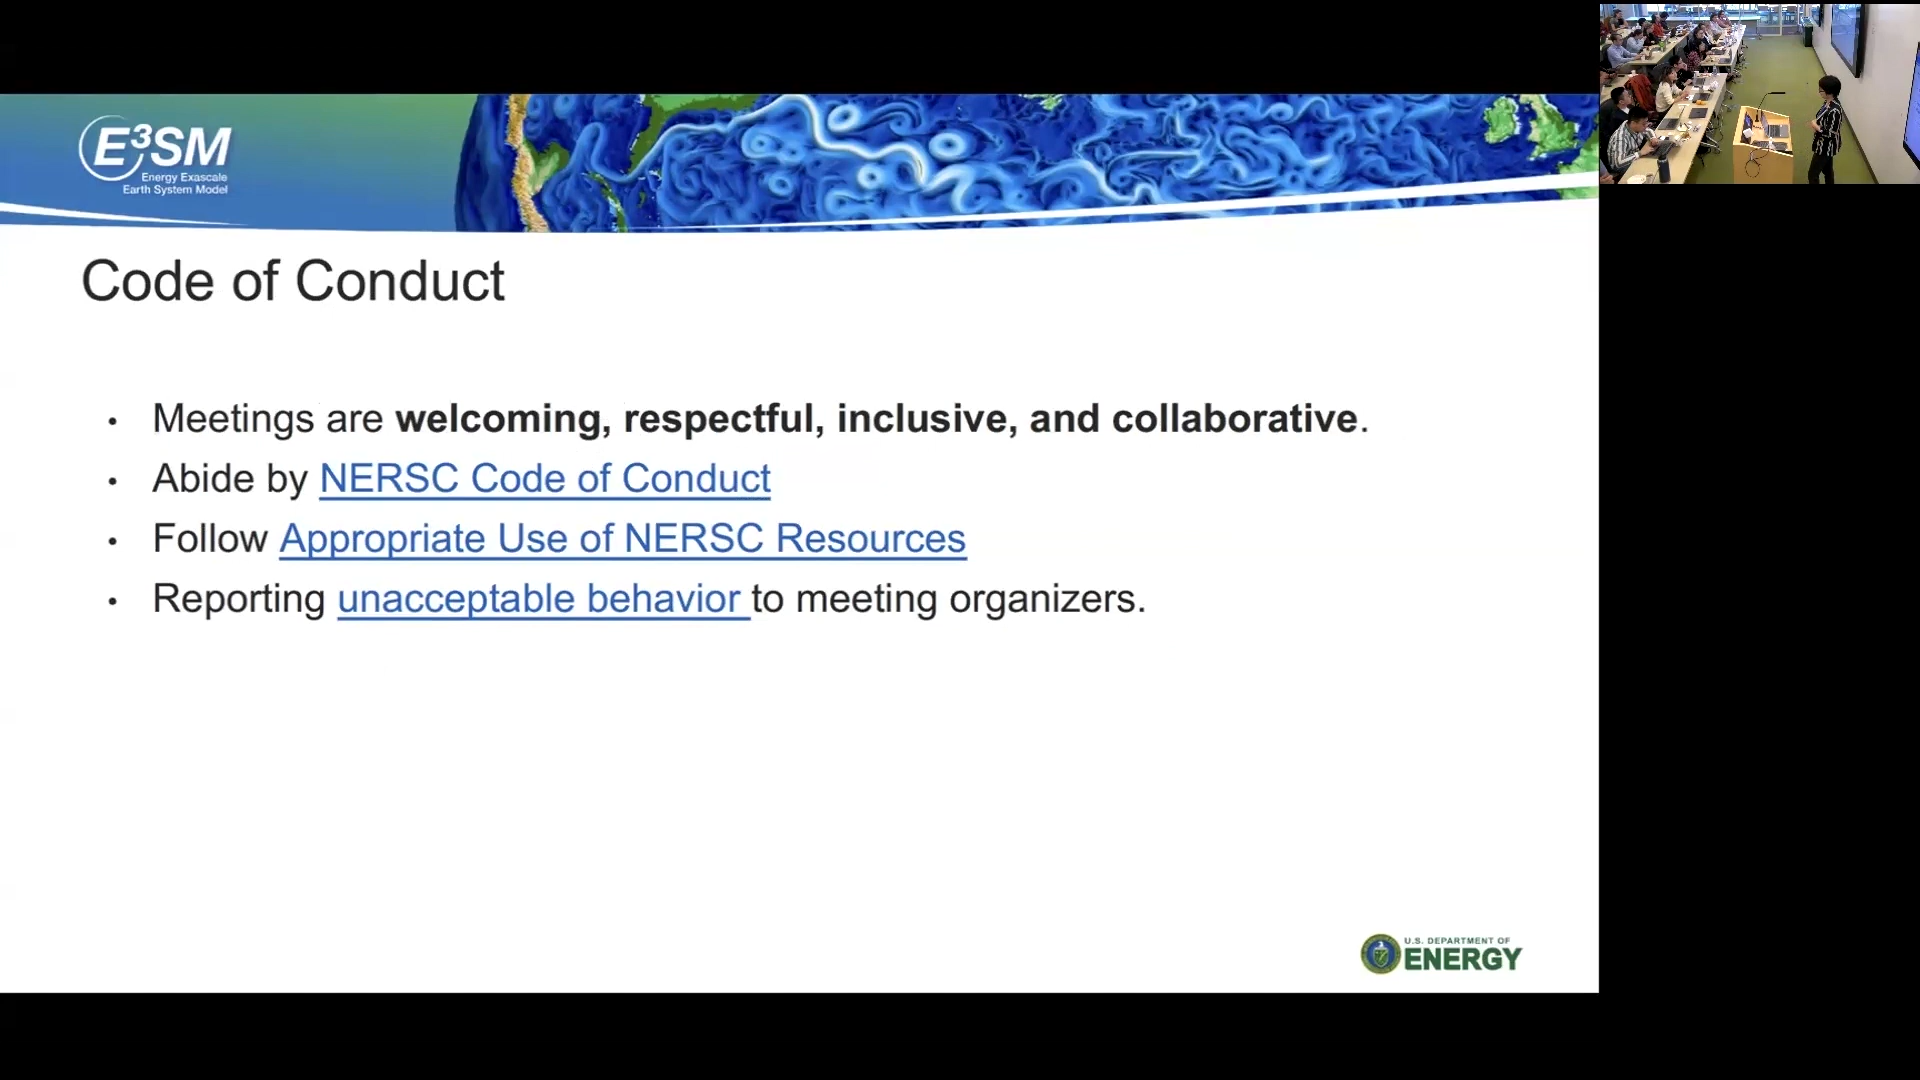 E3SM
Energy Exascale
Earth System Model
Code of Conduct
• Meetings are welcoming, respectful, inclusive, and collaborative.
• Abide by NERSC Code of Conduct
• Follow Appropriate Use of NERSC Resources
• Reporting unacceptable behavior to meeting organizers.
U.S. DEPARTMENT OF
ENERGY